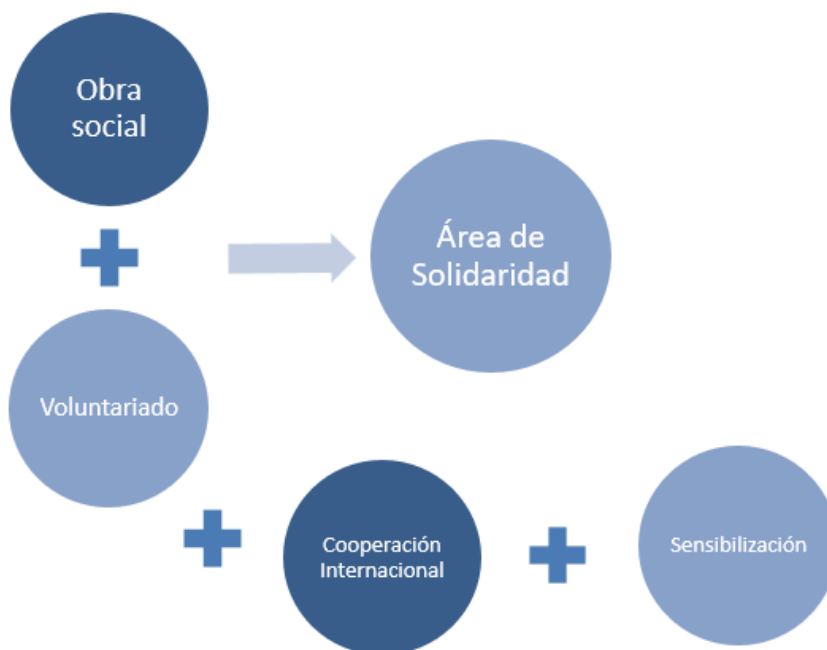 Obra
social
Área de
Solidaridad
Voluntariado
Cooperación
Internacional
Sensibilización